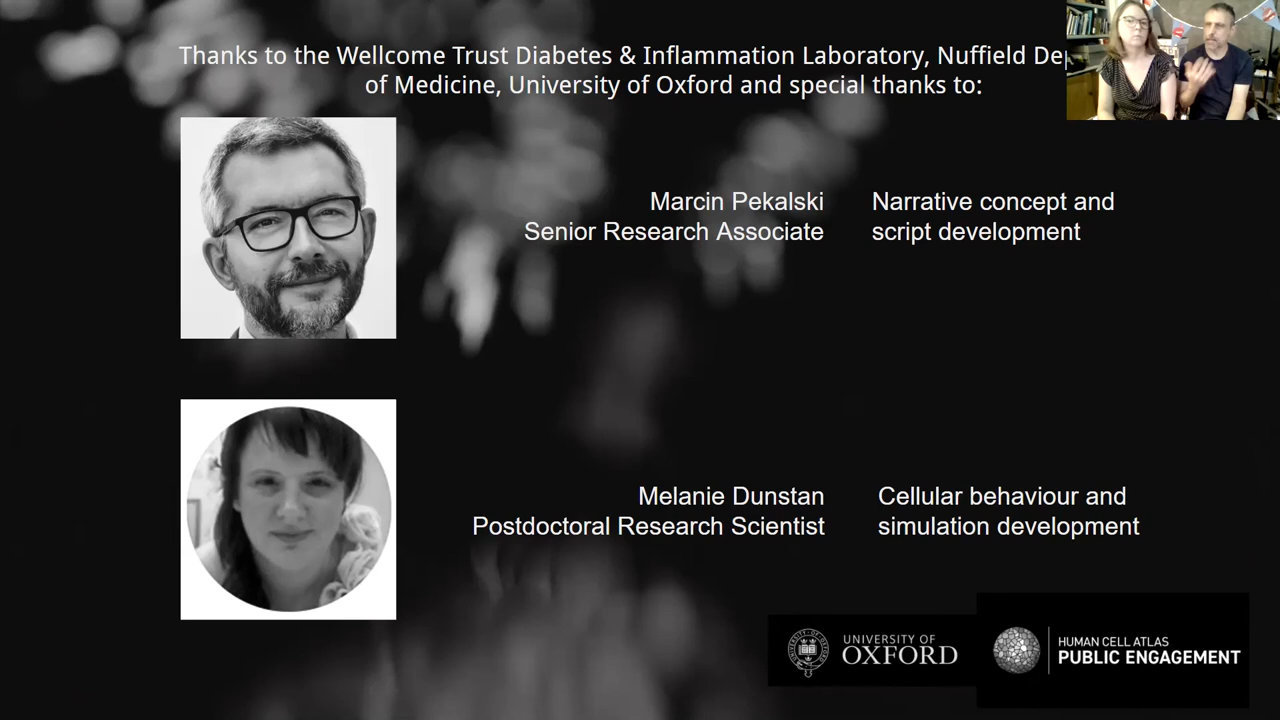 Thanks to the Wellcome Trust Diabetes & Inflammation Laboratory, Nuffield De
of Medicine, University of Oxford and special thanks to:
Marcin Pekalski
Senior Research Associate
Narrative concept and
script development
Melanie Dunstan
Postdoctoral Research Scientist
Cellular behaviour and
simulation development
UNIVERSITY OF
OXFORD
HUMAN CELL ATLAS
PUBLIC ENGAGEMENT